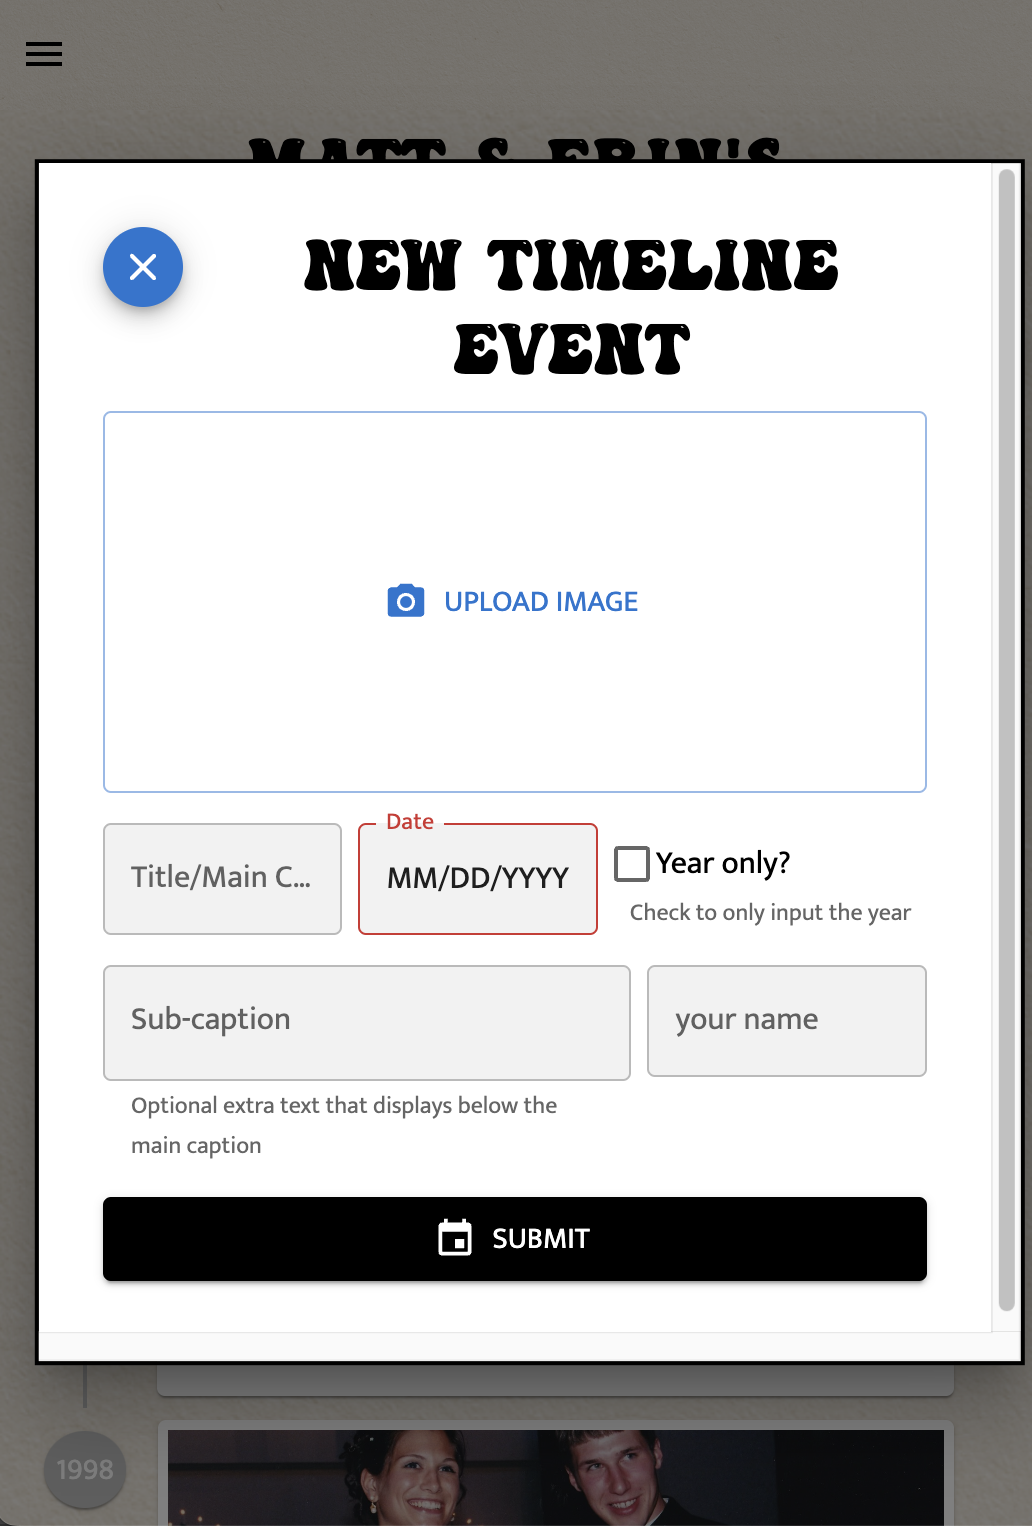 MATT & ERIN'S
NEW TIMELINE
EVENT
UPLOAD IMAGE
Date
Title/Main C...
MM/DD/YYYY
Year only?
Check to only input the year
Sub-caption
your name
Optional extra text that displays below the
main caption
SUBMIT
1998